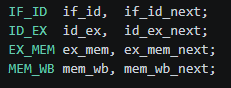 IF_ID  if_id,  if_id_next;
ID_EX  id_ex,  id_ex_next;
EX_MEM ex_mem, ex_mem_next;
MEM_WB mem_wb, mem_wb_next;